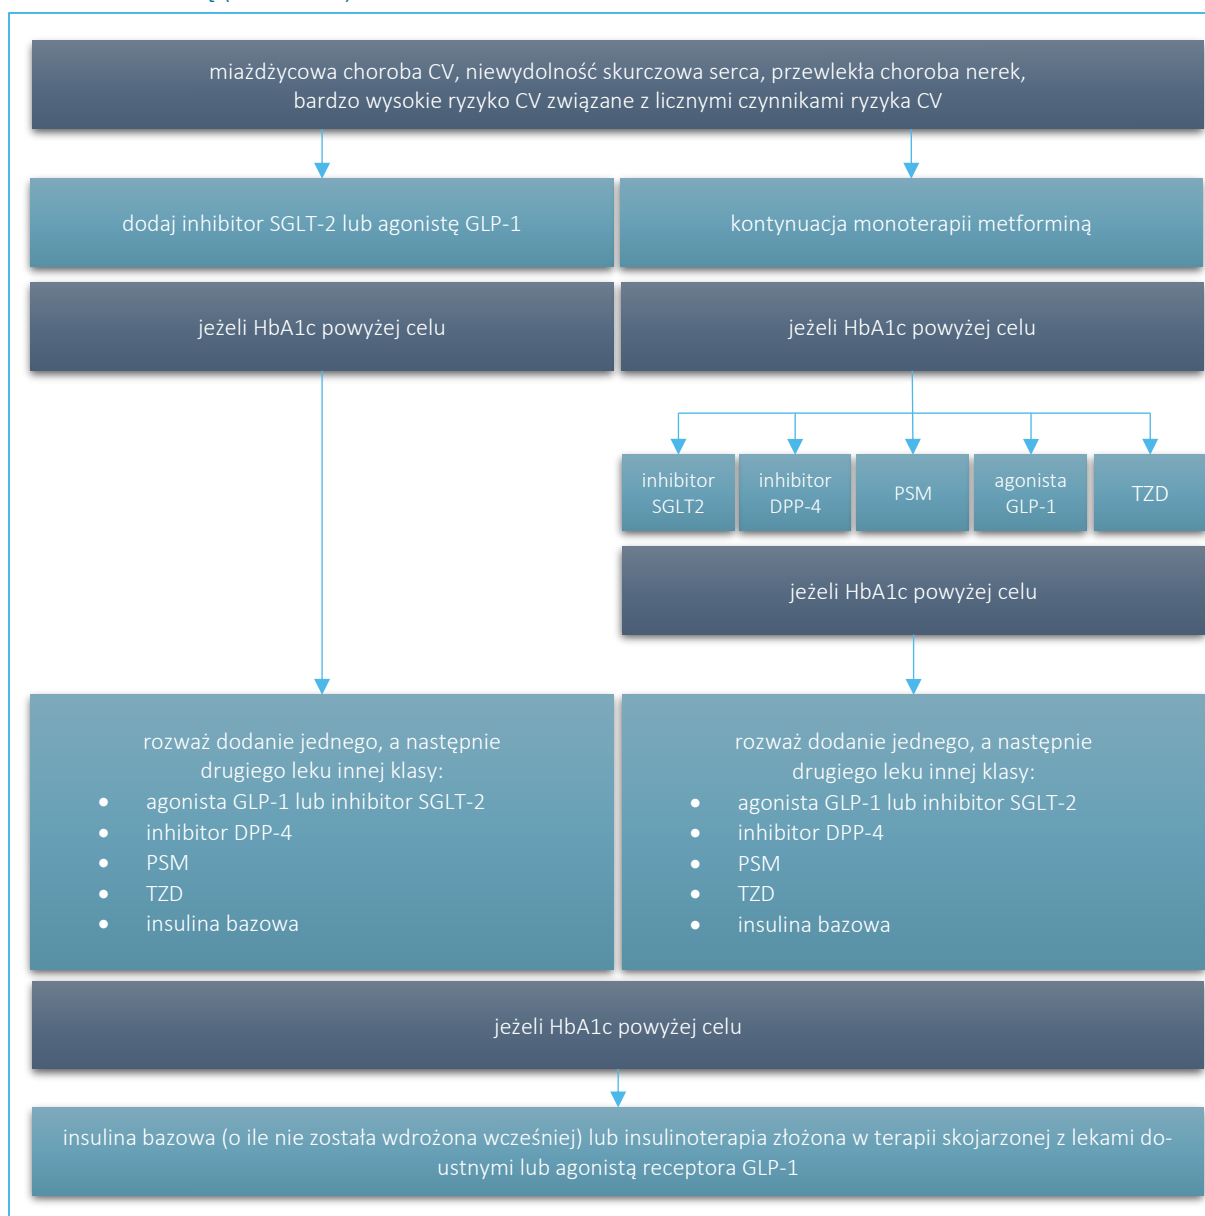 miażdżycowa choroba CV, niewydolność skurczowa serca, przewlekła choroba nerek,
bardzo wysokie ryzyko CV związane z licznymi czynnikami ryzyka CV
dodaj inhibitor SGLT-2 lub agonistę GLP-1
kontynuacja monoterapii metforminą
jeżeli HbA1c powyżej celu
jeżeli HbA1c powyżej celu
inhibitor
SGLT2
inhibitor
DPP-4
PSM
agonista
GLP-1
TZD
jeżeli HbA1c powyżej celu
rozważ dodanie jednego, a następnie
drugiego leku innej klasy:
• agonista GLP-1 lub inhibitor SGLT-2
• inhibitor DPP-4
• PSM
• TZD
• insulina bazowa
rozważ dodanie jednego, a następnie
drugiego leku innej klasy:
• agonista GLP-1 lub inhibitor SGLT-2
• inhibitor DPP-4
• PSM
• TZD
• insulina bazowa
jeżeli HbA1c powyżej celu
insulina bazowa (o ile nie została wdrożona wcześniej) lub insulinoterapia złożona w terapii skojarzonej z lekami do-
ustnymi lub agonistą receptora GLP-1